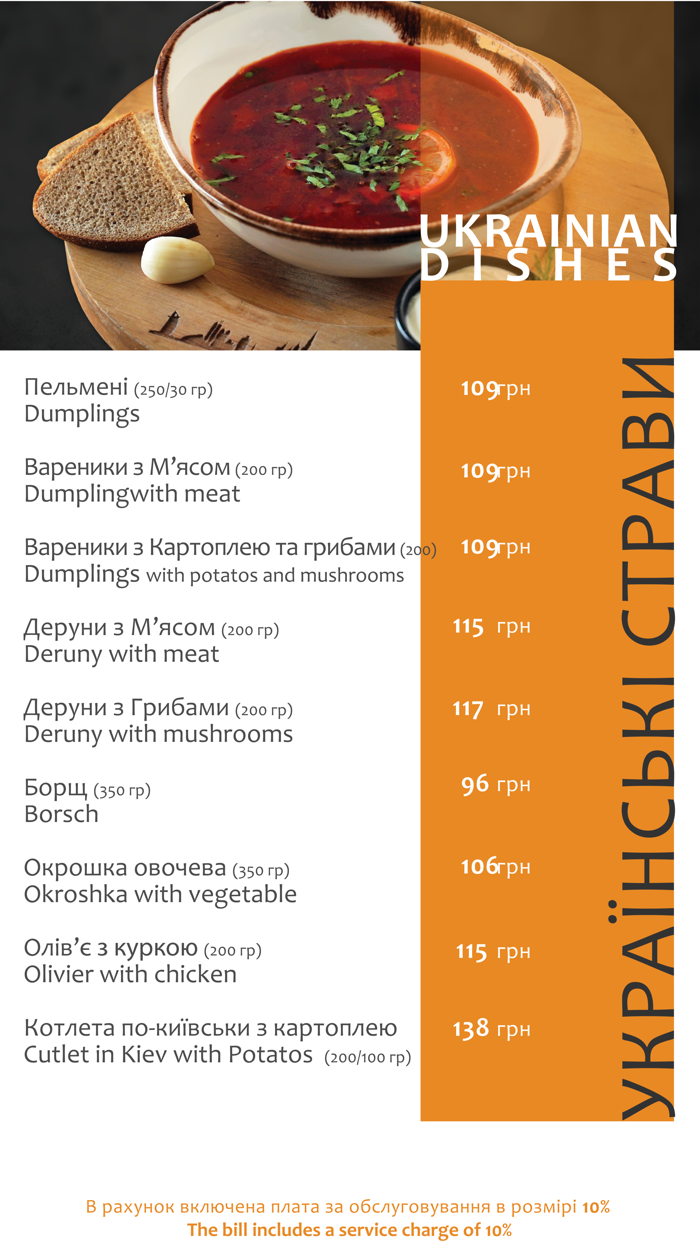 UKRAINIAN
DISHES
Пельмені (250/30 гр) 109грн
Dumplings
Вареники з М’ясом (200 гр) 109грн
Dumplingwith meat
Вареники з Картоплею та грибами (200) 109грн
Dumplings with potatos and mushrooms
Деруни з М’ясом (200 гр) 115 грн
Deruny with meat
Деруни з Грибами (200 гр) 117 грн
Deruny with mushrooms
Борщ (350 гр) 96 грн
Borsch
Окрошка овочева (350 гр) 106грн
Okroshka with vegetable
Олів’є з куркою (200 гр) 115 грн
Olivier with chicken
Котлета по-київськи з картоплею 138 грн
Cutlet in Kiev with Potatos (200/100 гр)
УКРАЇНСЬКІ СТРАВИ
В рахунок включена плата за обслуговування в розмірі 10%
The bill includes a service charge of 10%